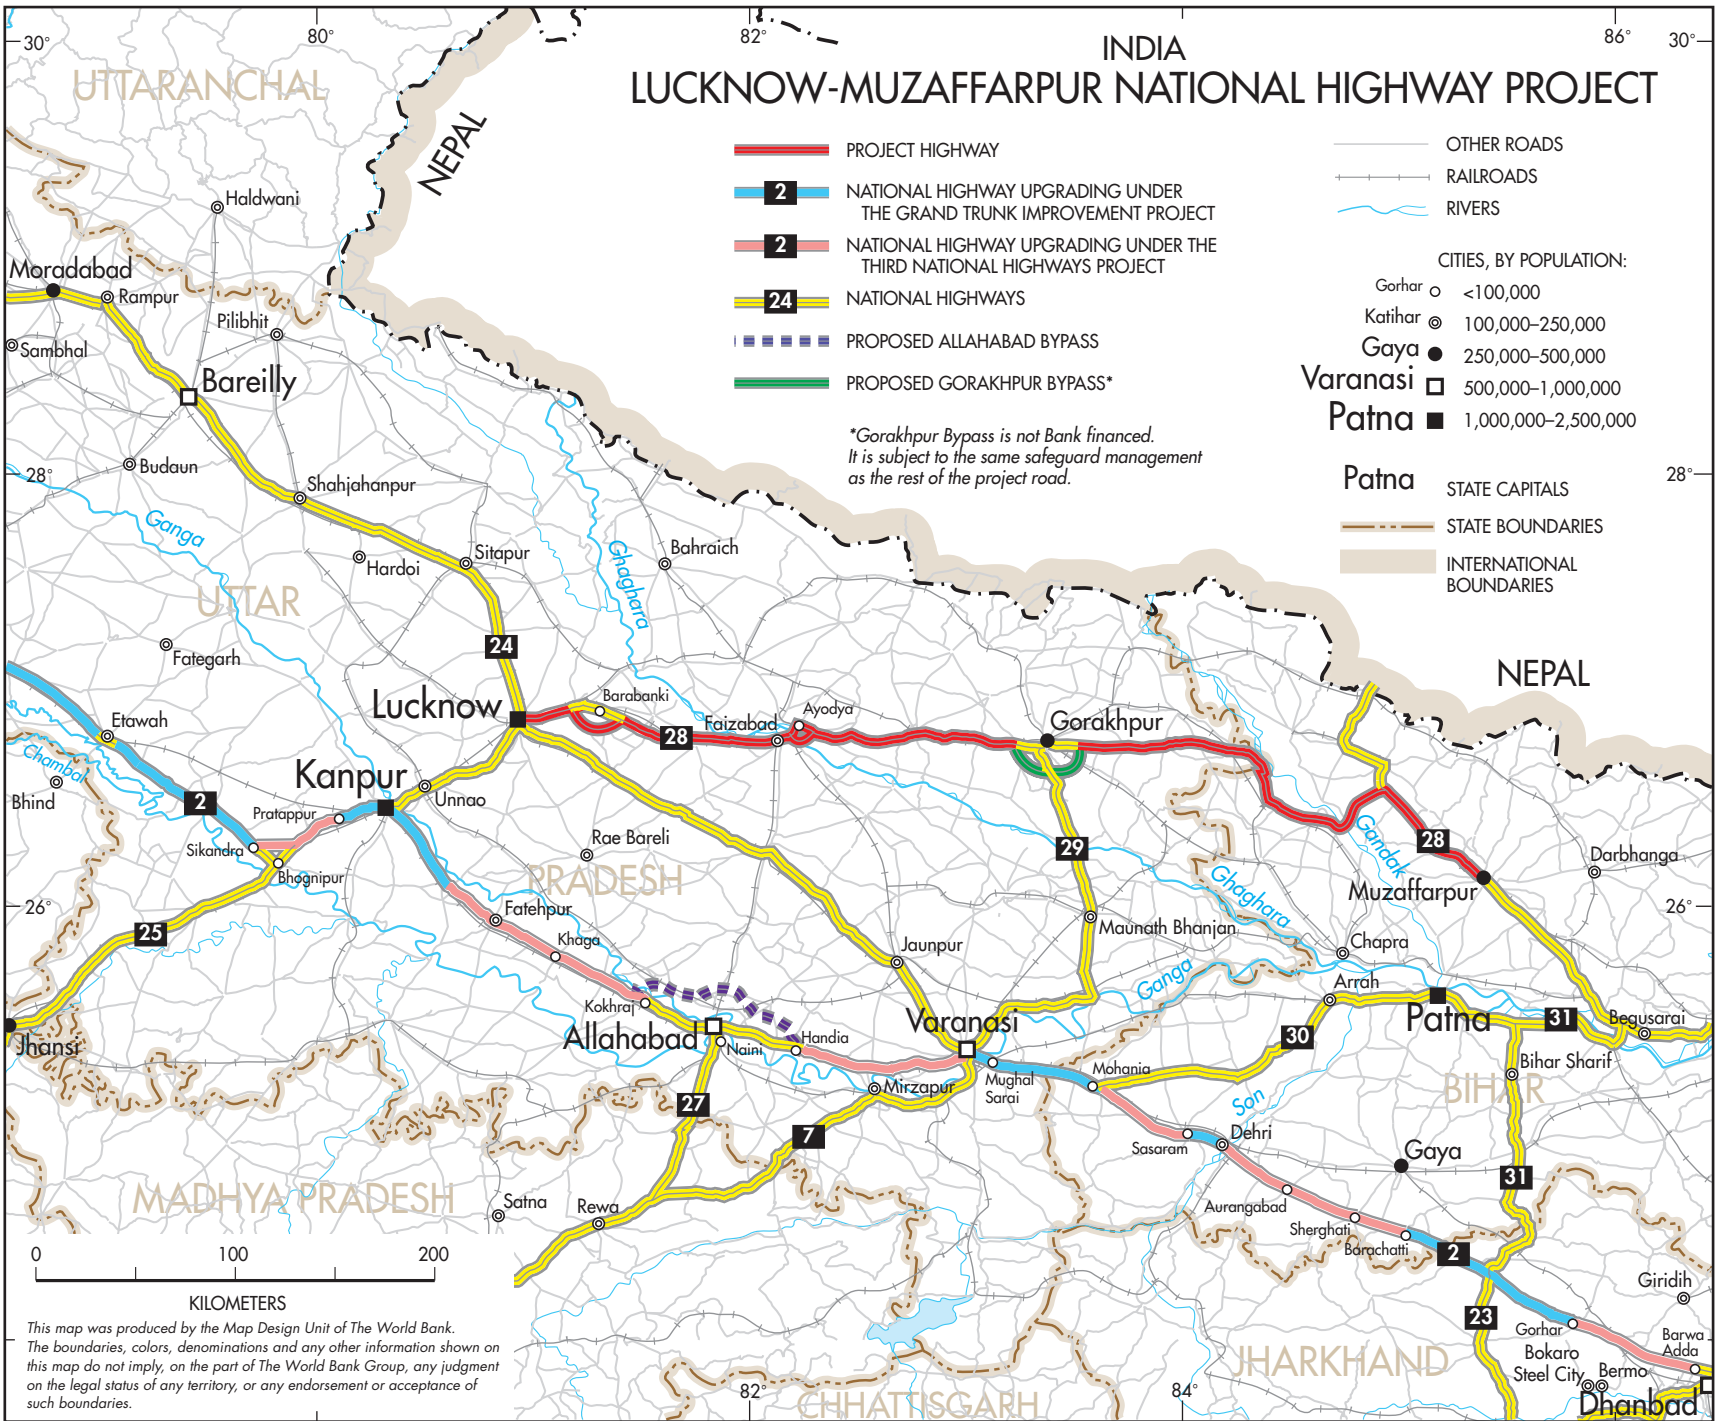 INDIA
LUCKNOW-MUZAFFARPUR NATIONAL HIGHWAY PROJECT
PROJECT HIGHWAY
2 NATIONAL HIGHWAY UPGRADING UNDER
THE GRAND TRUNK IMPROVEMENT PROJECT
2 NATIONAL HIGHWAY UPGRADING UNDER THE
THIRD NATIONAL HIGHWAYS PROJECT
24 NATIONAL HIGHWAYS
PROPOSED ALLAHABAD BYPASS
PROPOSED GORAKHPUR BYPASS*
*Gorakhpur Bypass is not Bank financed.
It is subject to the same safeguard management
as the rest of the project road.
OTHER ROADS
RAILROADS
RIVERS
CITIES, BY POPULATION:
Gorhar <100,000
Katihar 100,000–250,000
Gaya 250,000–500,000
Varanasi 500,000–1,000,000
Patna 1,000,000–2,500,000
Patna STATE CAPITALS
STATE BOUNDARIES
INTERNATIONAL
BOUNDARIES
30°
80°
82°
86°
30°
UTTARANCHAL
NEPAL
Haldwani
Moradabad
Rampur
Pilibhit
Sambhal
Bareilly
Budaun
28°
28°
Shahjahanpur
Ganga
Hardoi
Sitapur
Ghaghara
Bahraich
UTTAR
Fategarh
24
NEPAL
Lucknow
Barabanki
28
Faizabad
Ayodya
Gorakhpur
Etawah
Chambal
Bhind
2
Kanpur
Pratappur
Unnao
Sikandra
Bhognipur
Rae Bareli
PRADESH
29
Gandak
28
Darbhanga
Muzaffarpur
Ghaghara
26°
26°
25
Fatehpur
Khaga
Jaunpur
Maunath Bhanjan
Chapra
Ganga
Arrah
Kokhraj
Allahabad
Naini
Handia
Varanasi
Patna
31
Begusarai
30
Jhansi
Mirzapur
Mughal
Sarai
Mohania
Bihar Sharif
BIHAR
27
7
Son
Sasaram
Dehri
Gaya
31
MADHYA PRADESH
Satna
Rewa
Aurangabad
Sherghati
Barachatti
2
Giridih
23
Gorhar
Barwa
Adda
Bokaro
Steel City
Bermo
Dhanbad
JHARKHAND
CHHATTISGARH
82°
84°
0 100 200
KILOMETERS
This map was produced by the Map Design Unit of The World Bank.
The boundaries, colors, denominations and any other information shown on
this map do not imply, on the part of The World Bank Group, any judgment
on the legal status of any territory, or any endorsement or acceptance of
such boundaries.